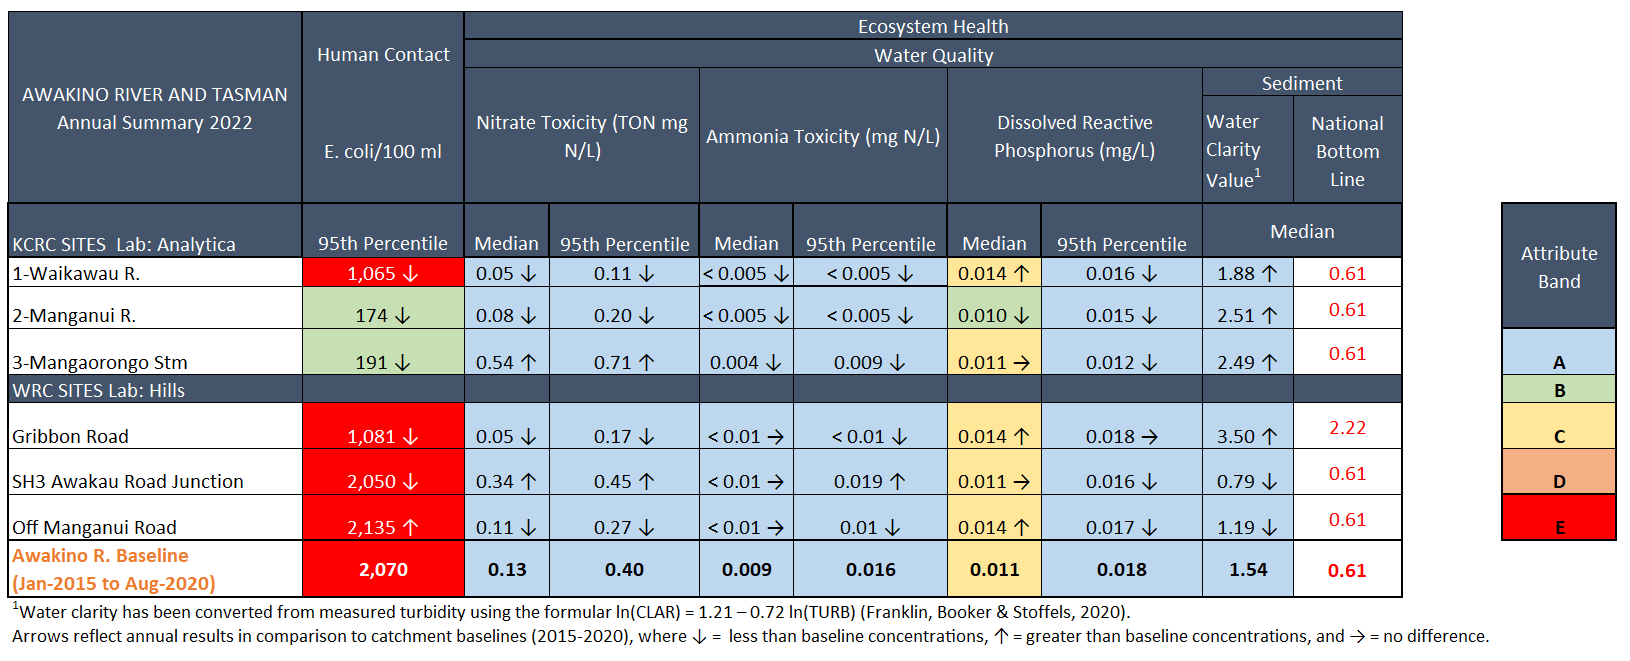 Ecosystem Health
Human Contact
Water Quality
Sediment
AWAKINO RIVER AND TASMAN
Annual Summary 2022
E. coli/100 ml
Nitrate Toxicity (TON mg
N/L)
Ammonia Toxicity (mg N/L)
Dissolved Reactive
Phosphorus (mg/L)
Water
Clarity
Value1
National
Bottom
Line
KCRC SITES  Lab: Analytica 95th Percentile Median 95th Percentile Median 95th Percentile Median 95th Percentile Median
1-Waikawau R. 1,065 ↓ 0.05 ↓ 0.11 ↓ < 0.005 ↓ < 0.005 ↓ 0.014 ↑ 0.016 ↓ 1.88 ↑ 0.61
2-Manganui R. 174 ↓ 0.08 ↓ 0.20 ↓ < 0.005 ↓ < 0.005 ↓ 0.010 ↓ 0.015 ↓ 2.51 ↑ 0.61
3-Mangaorongo Stm 191 ↓ 0.54 ↑ 0.71 ↑ 0.004 ↓ 0.009 ↓ 0.011 → 0.012 ↓ 2.49 ↑ 0.61
WRC SITES Lab: Hills
Gribbon Road 1,081 ↓ 0.05 ↓ 0.17 ↓ < 0.01 → < 0.01 ↓ 0.014 ↑ 0.018 → 3.50 ↑ 2.22
SH3 Awakau Road Junction 2,050 ↓ 0.34 ↑ 0.45 ↑ < 0.01 → 0.019 ↑ 0.011 → 0.016 ↓ 0.79 ↓ 0.61
Off Manganui Road 2,135 ↑ 0.11 ↓ 0.27 ↓ < 0.01 → 0.01 ↓ 0.014 ↑ 0.017 ↓ 1.19 ↓ 0.61
Awakino R. Baseline
(Jan-2015 to Aug-2020) 2,070 0.13 0.40 0.009 0.016 0.011 0.018 1.54 0.61
Attribute
Band
A
B
C
D
E
1Water clarity has been converted from measured turbidity using the formular ln(CLAR) = 1.21 – 0.72 ln(TURB) (Franklin, Booker & Stoffels, 2020).
Arrows reflect annual results in comparison to catchment baselines (2015-2020), where ↓ = less than baseline concentrations, ↑ = greater than baseline concentrations, and → = no difference.